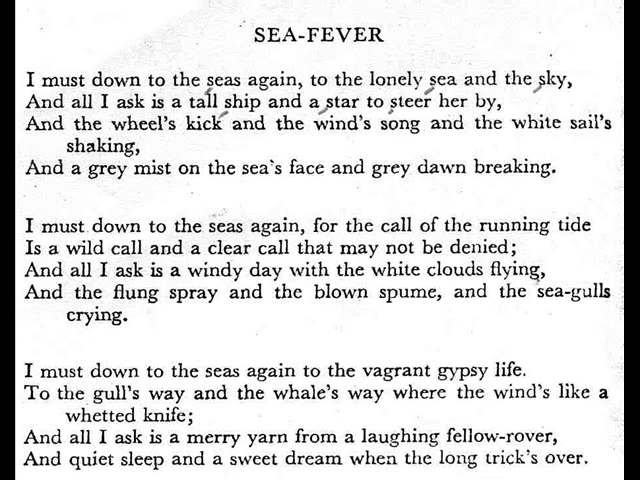 SEA-FEVER
I must down to the seas again, to the lonely sea and the sky,
And all I ask is a tall ship and a star to steer her by,
And the wheel's kick and the wind's song and the white sail's
shaking,
And a grey mist on the sea's face and grey dawn breaking.
I must down to the seas again, for the call of the running tide
Is a wild call and a clear call that may not be denied;
And all I ask is a windy day with the white clouds flying,
And the flung spray and the blown spume, and the sea-gulls
crying.
I must down to the seas again to the vagrant gypsy life.
To the gull's way and the whale's way where the wind's like a
whetted knife;
And all I ask is a merry yarn from a laughing fellow-rover,
And quiet sleep and a sweet dream when the long trick's over.